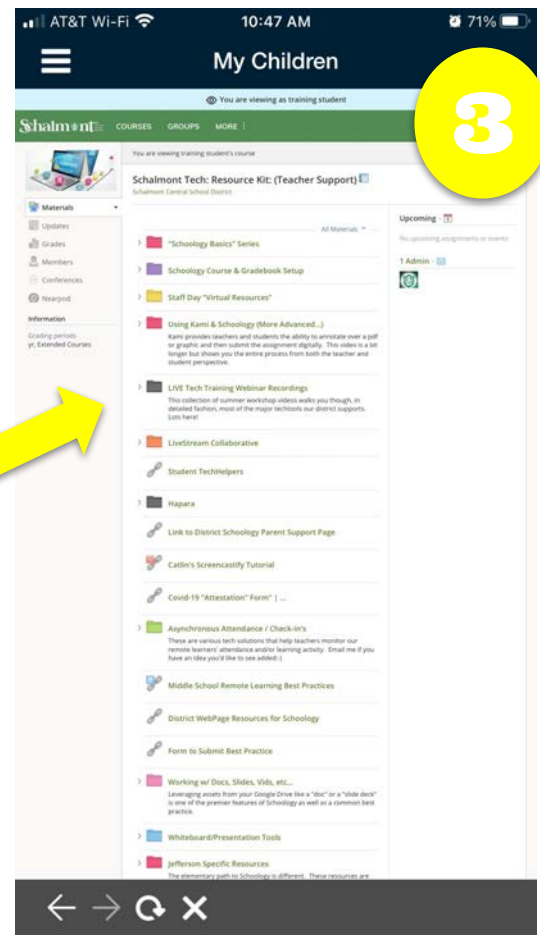 AT&T Wi-Fi 10:47 AM 71%
My Children
3
You are viewing as training student
Schalmont COURSES GROUPS MORE
You are viewing training student's course
Schalmont Tech: Resource Kit: (Teacher Support)
Schalmont Central School District
Materials
Updates
Grades
Members
Conferences
Nearpod
Information
Grading periods
yr, Extended Courses
All Materials
"Schoology Basics" Series
Schoology Course & Gradebook Setup
Staff Day "Virtual Resources"
Using Kami & Schoology (More Advanced...)
Kami provides teachers and students the ability to annotate over a pdf
or graphic and then submit the assignment digitally. This video is a bit
longer but shows you the entire process from both the teacher and
student perspective.
LIVE Tech Training Webinar Recordings
This collection of summer workshop videos walks you though, in
detailed fashion, most of the major techtools our district supports.
Lots here!
LiveStream Collaborative
Student TechHelpers
Hapara
Link to District Schoology Parent Support Page
Catlin's Screencastify Tutorial
Covid-19 "Attestation" Form" | ...
Asynchronous Attendance / Check-in's
These are various tech solutions that help teachers monitor our
remote learners' attendance and/or learning activity. Email me if you
have an idea you'd like to see added:)
Middle School Remote Learning Best Practices
District WebPage Resources for Schoology
Form to Submit Best Practice
Working w/ Docs, Slides, Vids, etc...
Leveraging assets from your Google Drive like a "doc" or a "slide deck"
is one of the premier features of Schoology as well as a common best
practice.
Whiteboard/Presentation Tools
Jefferson Specific Resources
The elementary path to Schoology is different. These resources are
Upcoming
No upcoming assignments or events
1 Admin